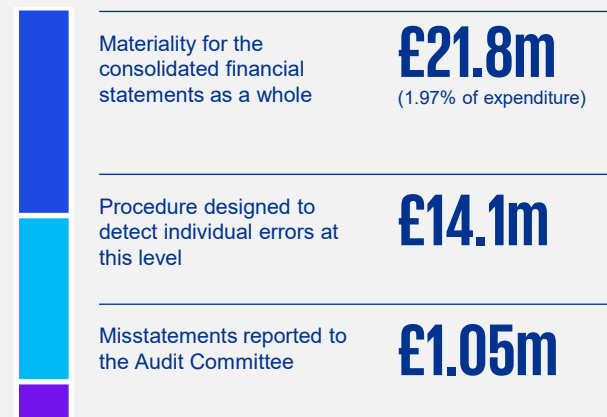 Materiality for the
consolidated financial
statements as a whole
£21.8m
(1.97% of expenditure)
Procedure designed to
detect individual errors at
this level
£14.1m
Misstatements reported to
the Audit Committee
£1.05m